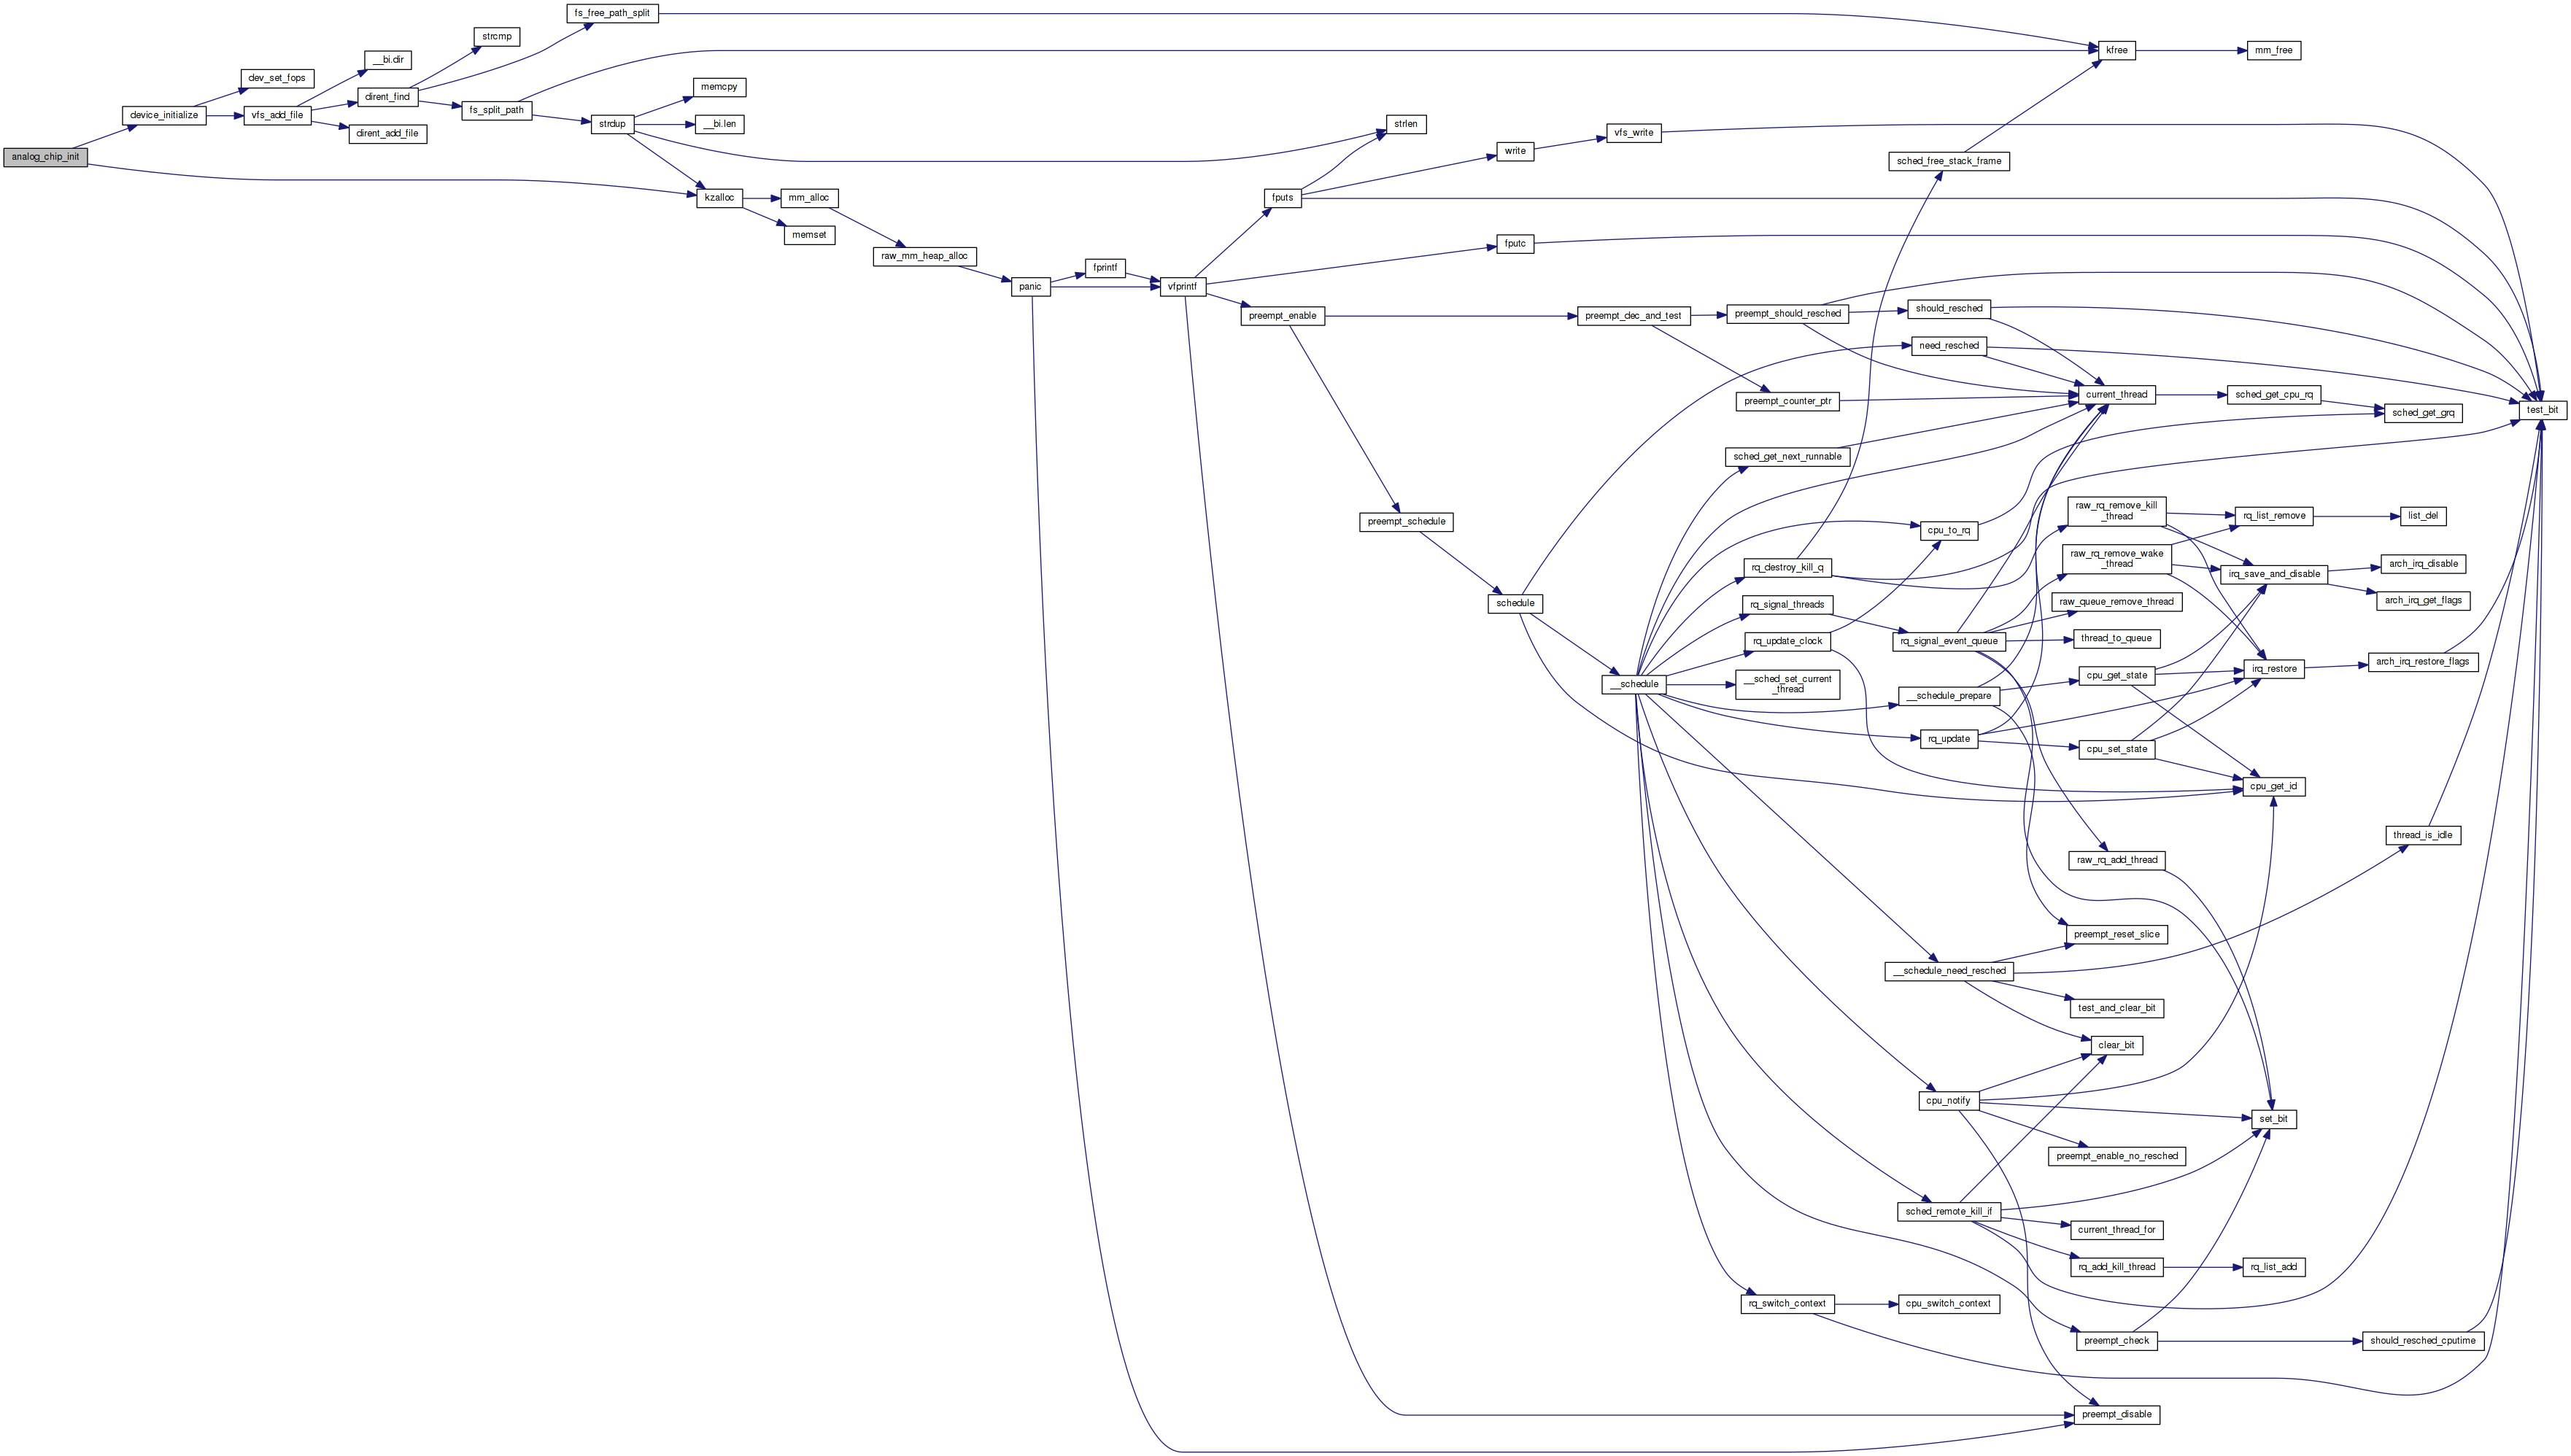 fs_free_path_split
strcmp
__bi.dir
kfree
mm_free
dev_set_fops
dirent_find
memcpy
device_initialize
vfs_add_file
fs_split_path
dirent_add_file
strdup
__bi.len
strlen
vfs_write
analog_chip_init
write
sched_free_stack_frame
kzalloc
mm_alloc
fputs
memset
fputc
raw_mm_heap_alloc
fprintf
panic
vfprintf
preempt_enable
preempt_dec_and_test
preempt_should_resched
should_resched
need_resched
preempt_counter_ptr
current_thread
sched_get_cpu_rq
sched_get_grq
test_bit
sched_get_next_runnable
preempt_schedule
cpu_to_rq
raw_rq_remove_kill
_thread
rq_list_remove
list_del
raw_rq_remove_wake
_thread
rq_destroy_kill_q
irq_save_and_disable
arch_irq_disable
arch_irq_get_flags
schedule
rq_signal_threads
raw_queue_remove_thread
rq_update_clock
rq_signal_event_queue
thread_to_queue
irq_restore
arch_irq_restore_flags
__schedule
__sched_set_current
_thread
__schedule_prepare
cpu_get_state
rq_update
cpu_set_state
cpu_get_id
thread_is_idle
raw_rq_add_thread
preempt_reset_slice
__schedule_need_resched
test_and_clear_bit
clear_bit
cpu_notify
set_bit
preempt_enable_no_resched
sched_remote_kill_if
current_thread_for
rq_add_kill_thread
rq_list_add
rq_switch_context
cpu_switch_context
preempt_check
should_resched_cputime
preempt_disable